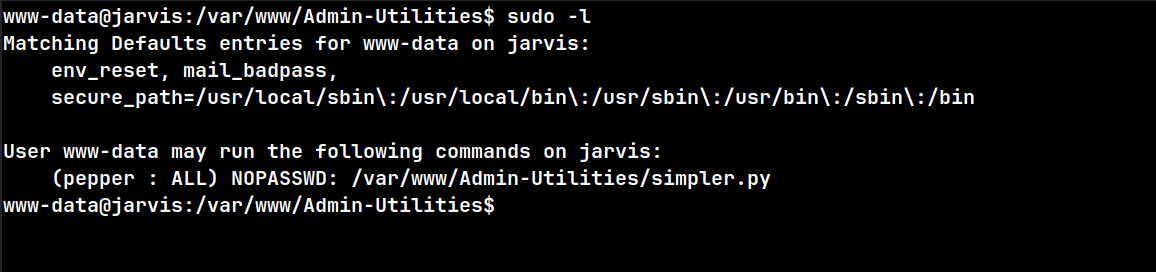 www-data@jarvis:/var/www/Admin-Utilities$ sudo -l
Matching Defaults entries for www-data on jarvis:
    env_reset, mail_badpass,
    secure_path=/usr/local/sbin\:/usr/local/bin\:/usr/sbin\:/usr/bin\:/sbin\:/bin

User www-data may run the following commands on jarvis:
    (pepper : ALL) NOPASSWD: /var/www/Admin-Utilities/simpler.py
www-data@jarvis:/var/www/Admin-Utilities$